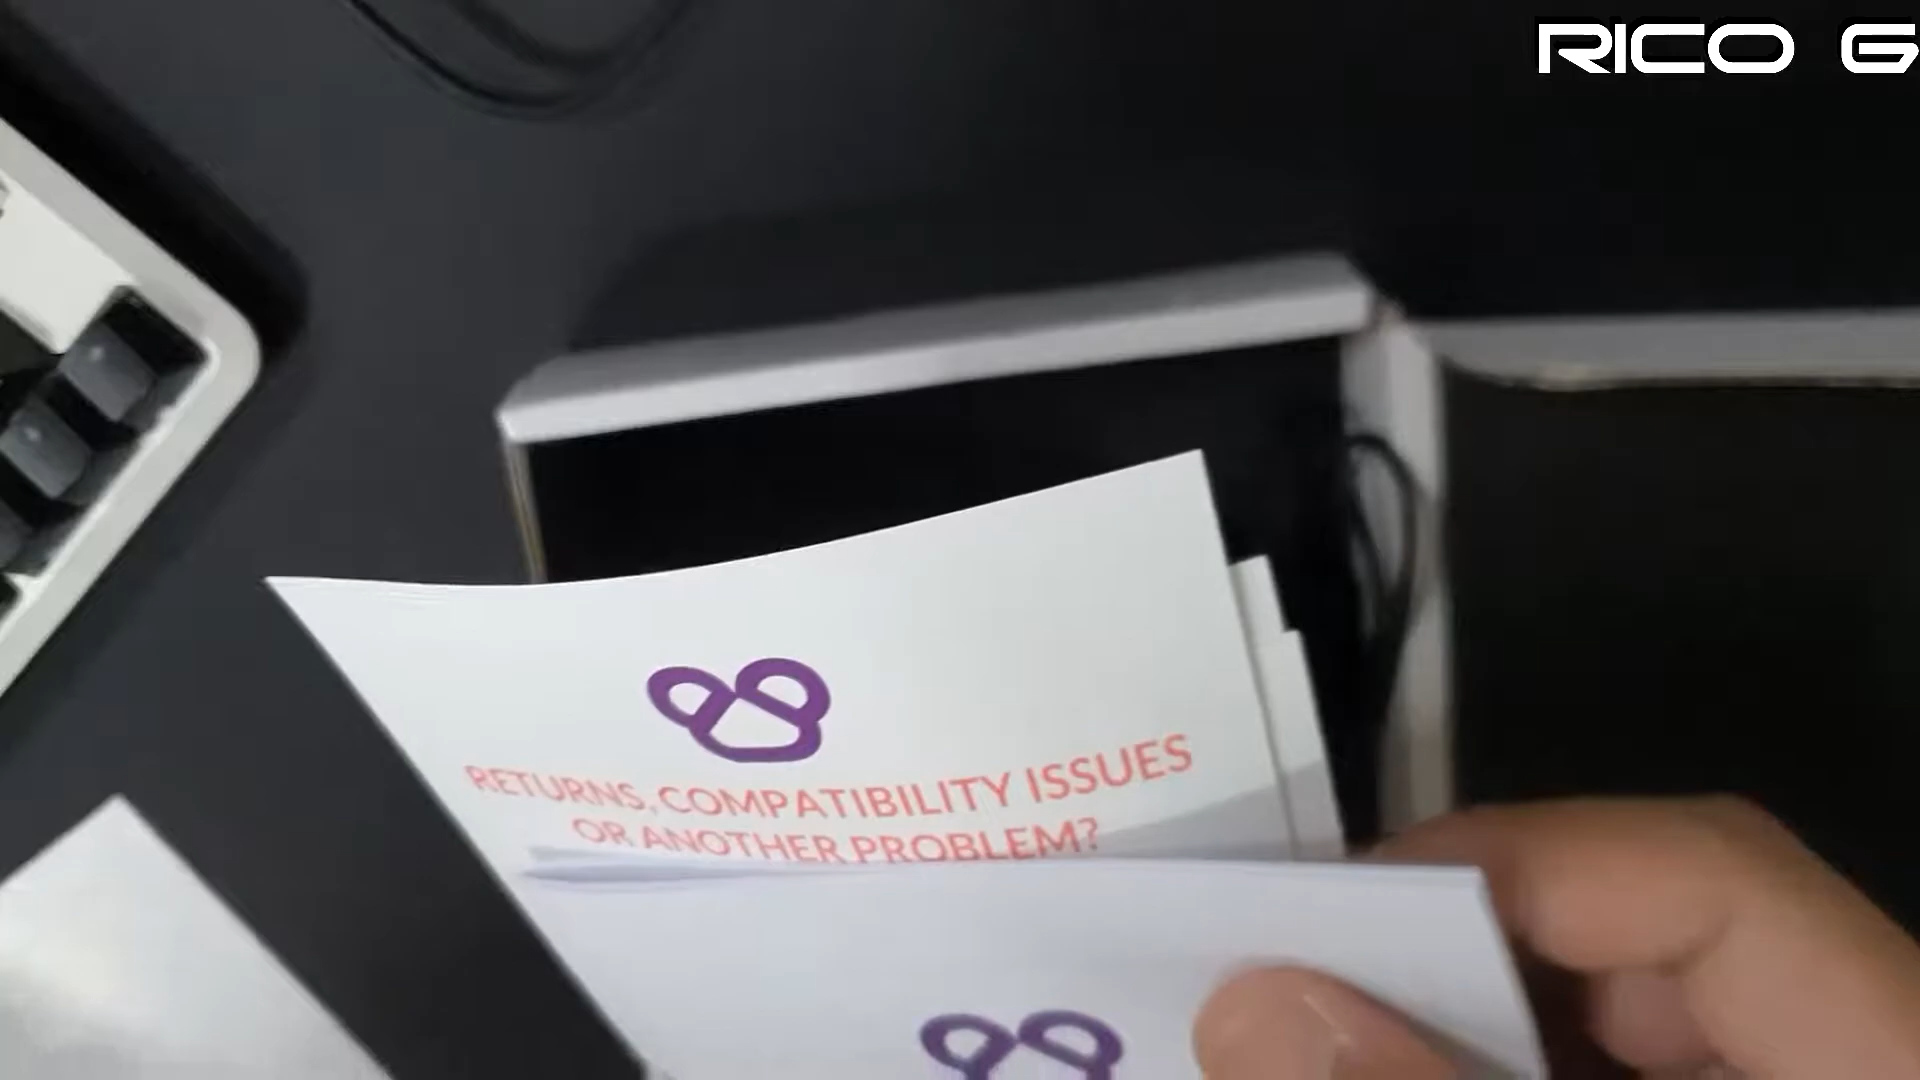 RICO G
RETURNS, COMPATIBILITY ISSUES
OR ANOTHER PROBLEM?